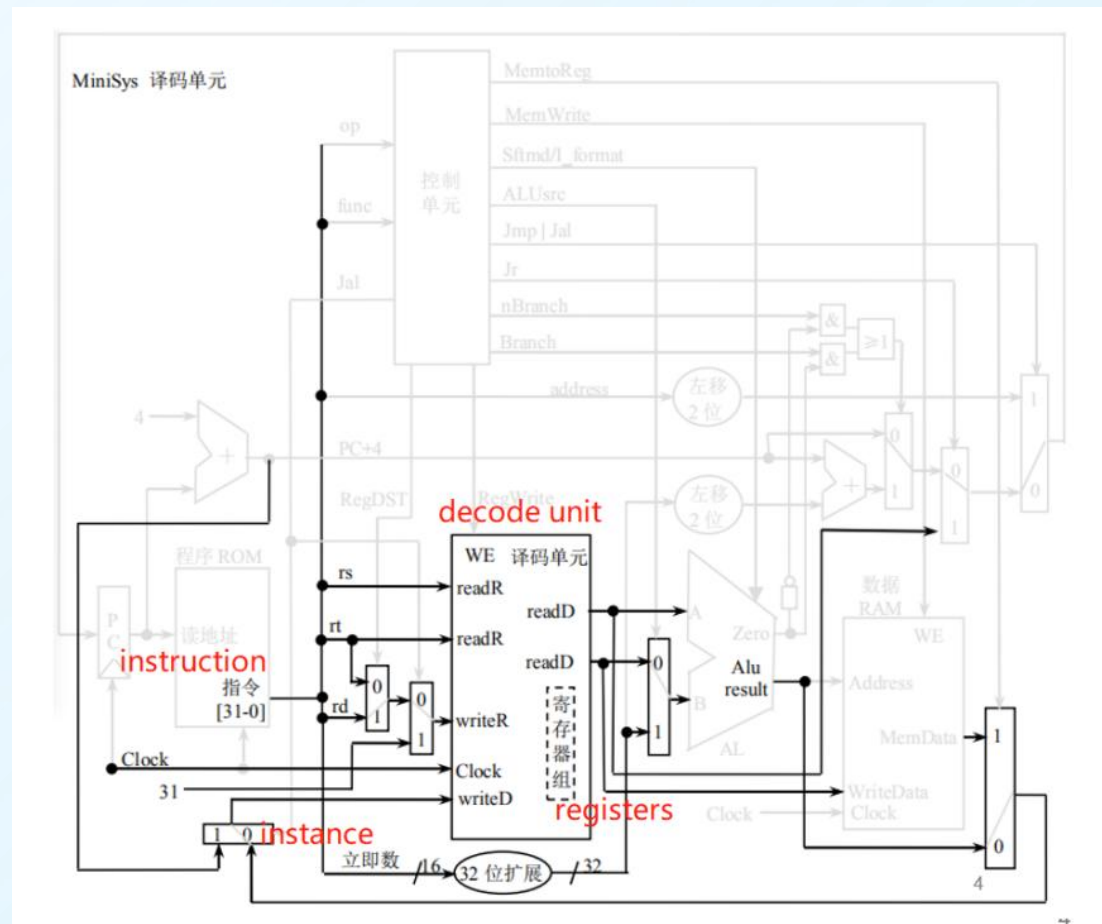 MiniSys 译码单元
MemtoReg
MemWrite
op
Sftmd/I_format
控制
单元
ALUsrc
func
Jmp | Jal
Jr
Jal
nBranch
&
Branch
&
≥1
address
左移
2 位
1
4
+
PC+4
0
0
RegDST
RegWrite
左移
2 位
+
1
0
decode unit
1
程序 ROM
WE 译码单元
rs
readR
数据
RAM
P
C
读地址
readD
A
Zero
WE
rt
readR
instruction
readD
0
Alu
result
指令
[31-0]
0
0
B
Address
rd
1
writeR
寄
存
器
组
1
1
MemData
1
Clock
Clock
AL
31
writeD
registers
WriteData
Clock
Clock
1 0
instance
0
立即数
16
32 位扩展
32
4